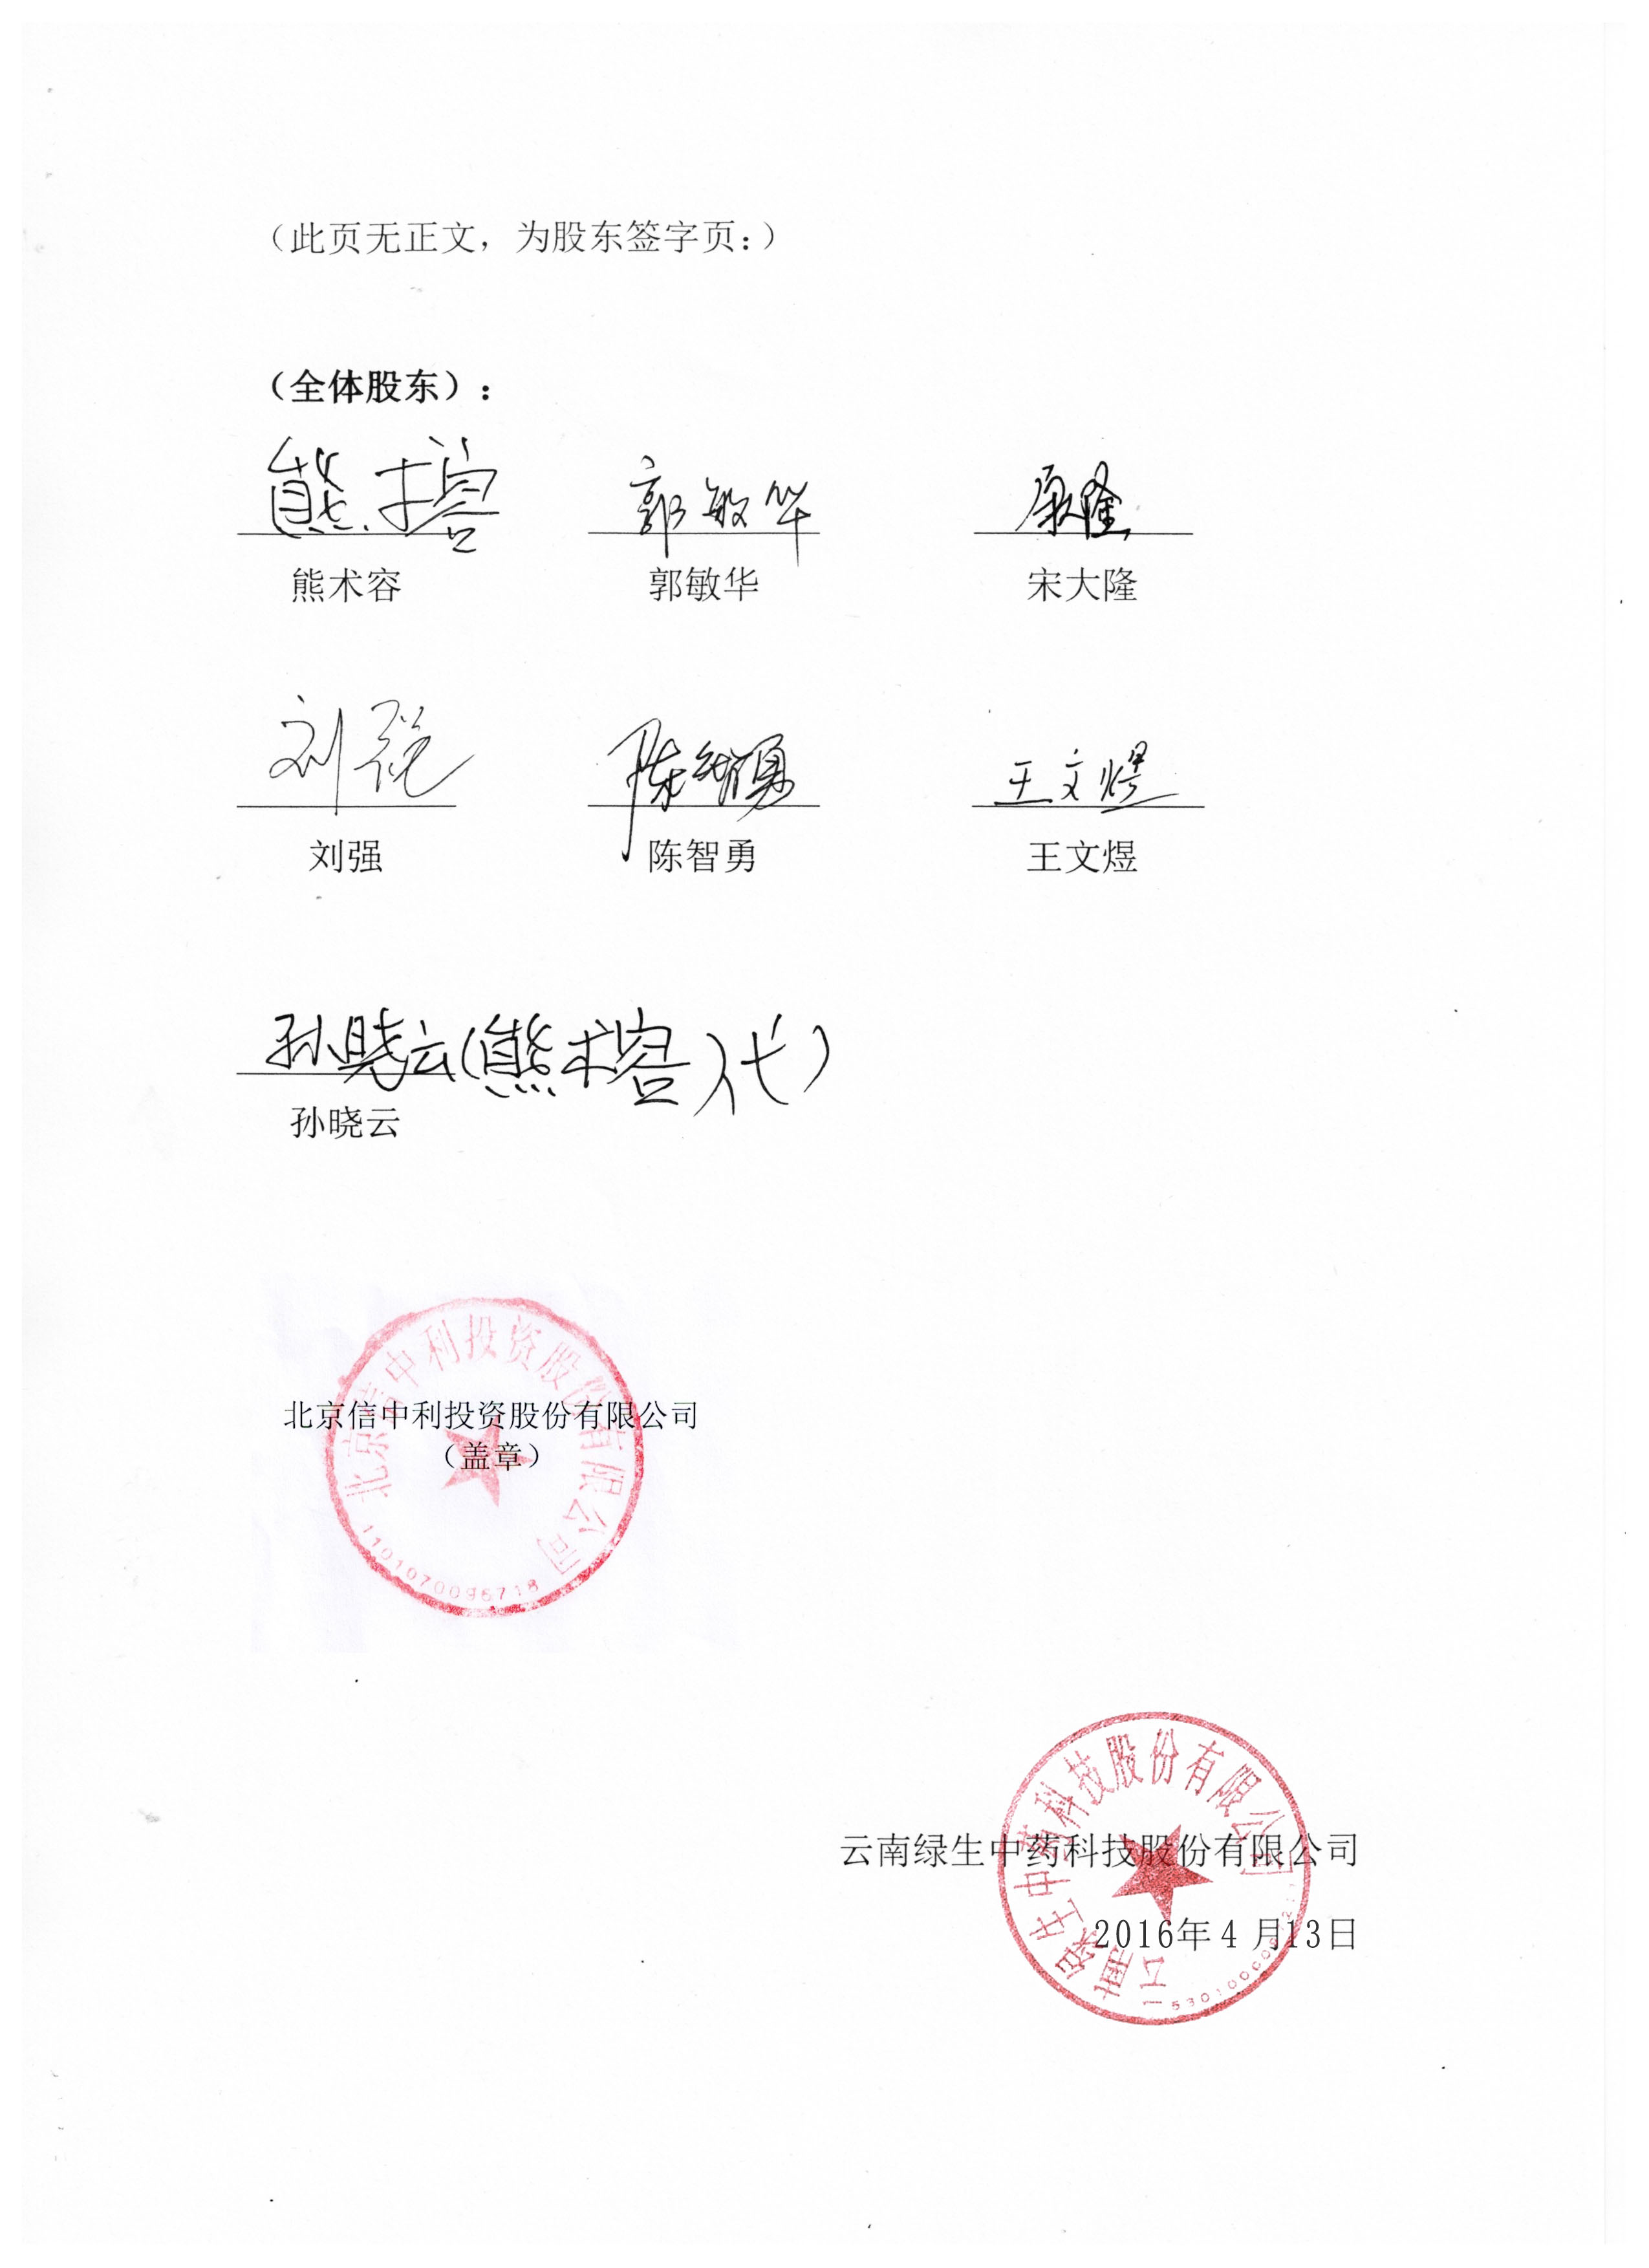 （此页无正文，为股东签字页：）
（全体股东）：
熊术容 郭敏华
熊术容 郭敏华 宋大隆
刘强 陈智勇 王文煜
刘强 陈智勇 王文煜
孙晓云（熊术容）代）
孙晓云
北京信中利投资股份有限公司
北京信中利投资股份有限公司
（盖章）
1101070096718
云南绿生中药科技股份有限公司
云南绿生中药科技股份有限公司
2016年4月13日